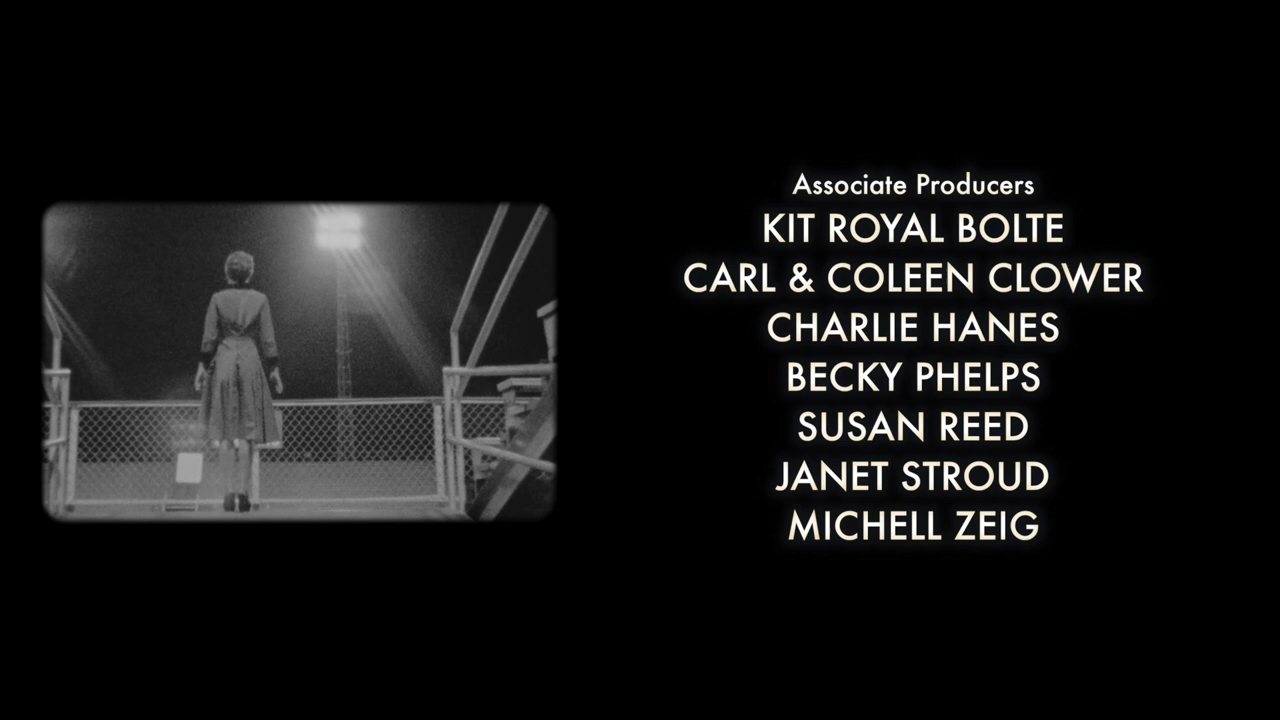 Associate Producers
KIT ROYAL BOLTE
CARL & COLEEN CLOWER
CHARLIE HANES
BECKY PHELPS
SUSAN REED
JANET STROUD
MICHELL ZEIG